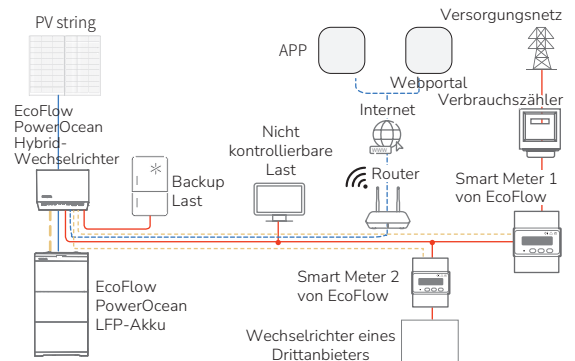 PV string
APP
Webportal
Versorgungsnetz
EcoFlow
PowerOcean
Hybrid-
Wechselrichter
Backup
Last
Nicht
kontrollierbare
Last
Internet
WWW
Router
Verbrauchszähler
Smart Meter 1
von EcoFlow
EcoFlow
PowerOcean
LFP-Akku
Smart Meter 2
von EcoFlow
Wechselrichter eines
Drittanbieters